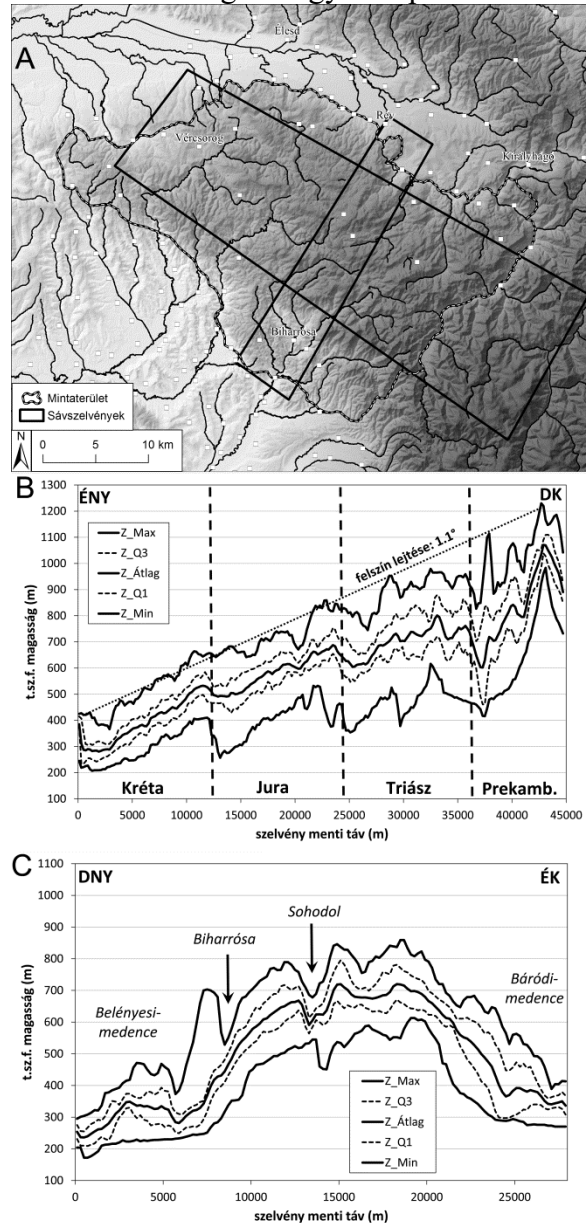 A
Élesd
Rév
Vércsorog
Királyhágó
Biharrósa
Mintaterület
Sávszelvények
N
0 5 10 km
B
ÉNY
DK
1300
1200
1100
1000
900
800
700
600
500
400
300
200
100
t.sz.f. magasság (m)
Z_Max
Z_Q3
Z_Átlag
Z_Q1
Z_Min
felszín lejtése: 1.1°
Kréta Jura Triász Prekamb.
0 5000 10000 15000 20000 25000 30000 35000 40000 45000
szelvény menti táv (m)
C
DNY
ÉK
1100
1000
900
800
700
600
500
400
300
200
100
t.sz.f. magasság (m)
Sohodol
Biharrósa
Belényesi-
medence
Báródi-
medence
Z_Max
Z_Q3
Z_Átlag
Z_Q1
Z_Min
0 5000 10000 15000 20000 25000
szelvény menti táv (m)